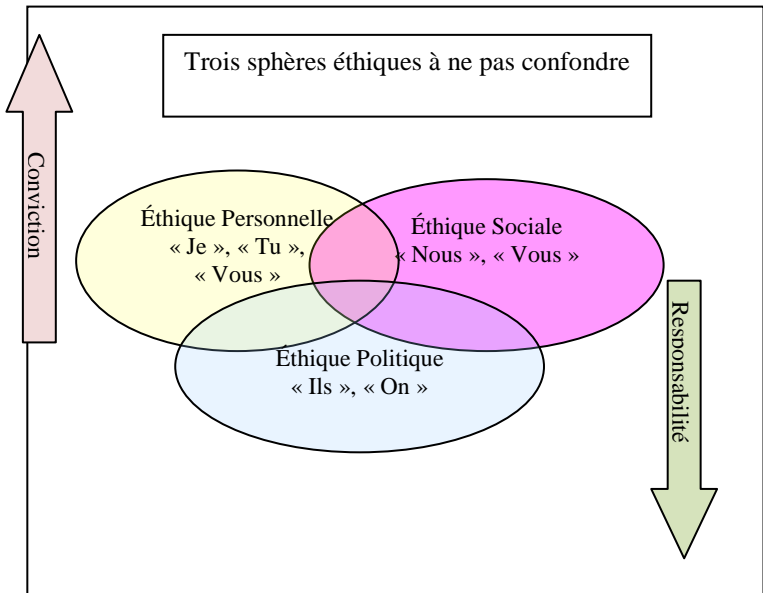 Trois sphères éthiques à ne pas confondre
Conviction
Éthique Personnelle
« Je », « Tu »,
« Vous »
Éthique Sociale
« Nous », « Vous »
Éthique Politique
« Ils », « On »
Responsabilité